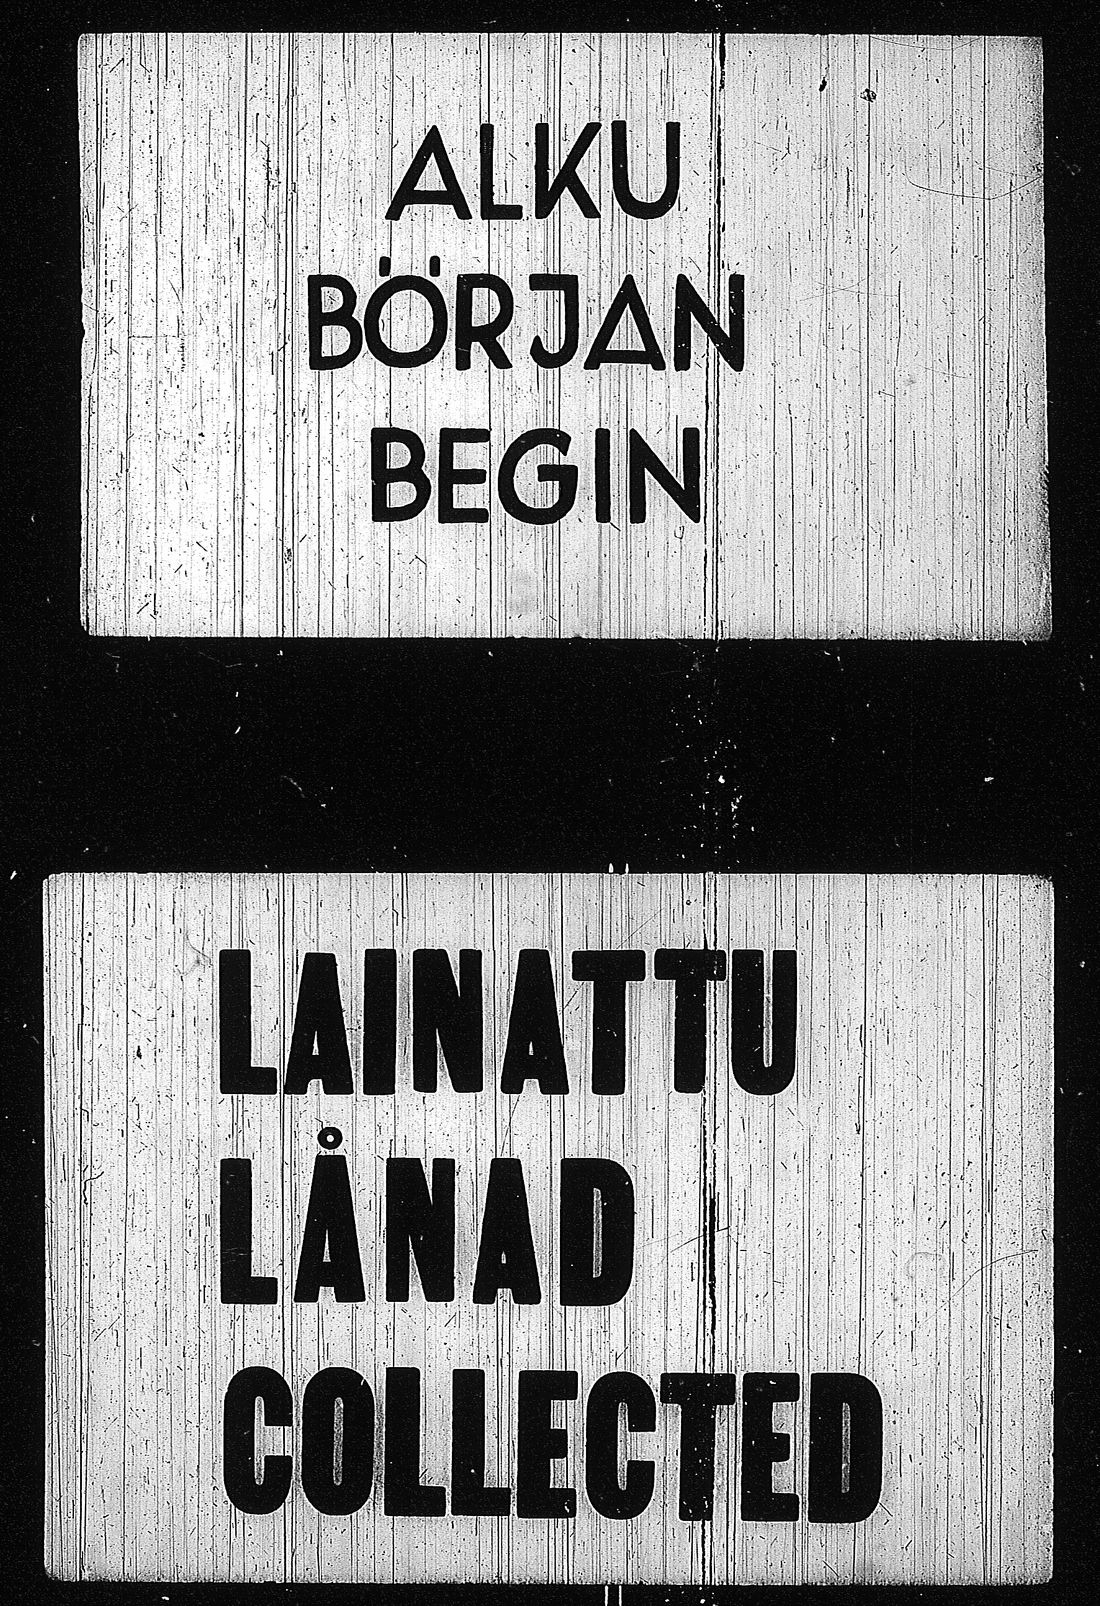 ALKU
BÖRJAN
BEGIN
LAINATTU
LÅNAD
COLLECTED